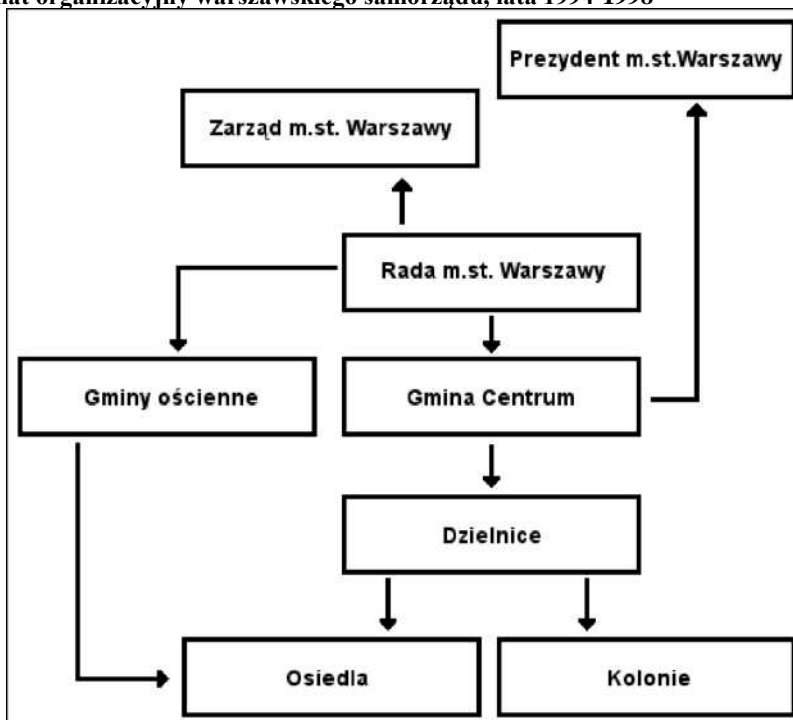 organizacyjny warszawskiego samorządu, lata 1994-1998
Prezydent m.st.Warszawy
Zarząd m.st. Warszawy
Rada m.st. Warszawy
Gminy ościenne
Gmina Centrum
Dzielnice
Osiedla
Kolonie